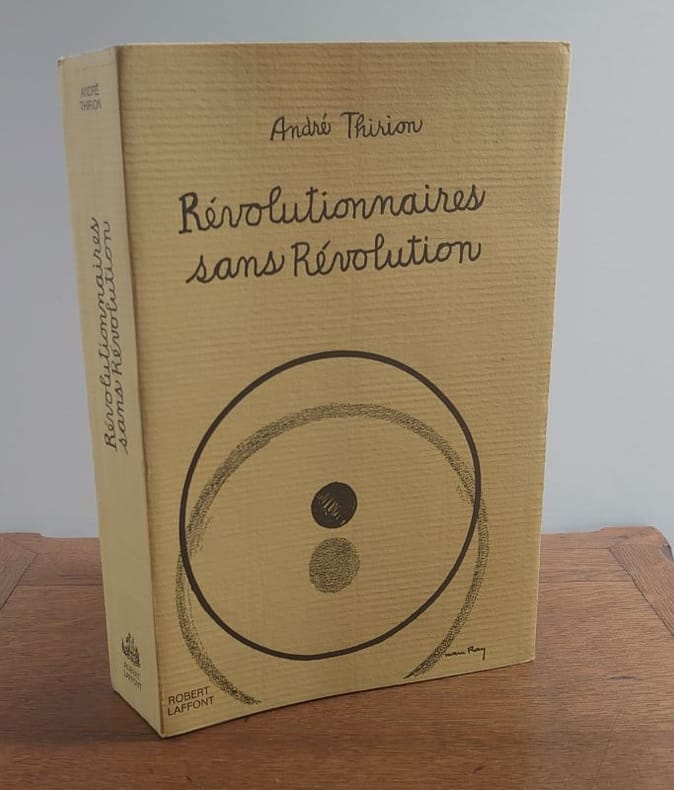 ANDRÉ
THIRION
Révolutionnaires
sans Révolution
ROBERT
LAFFONT
André Thirion
Révolutionnaires
sans Révolution
man Ray
ROBERT
LAFFONT